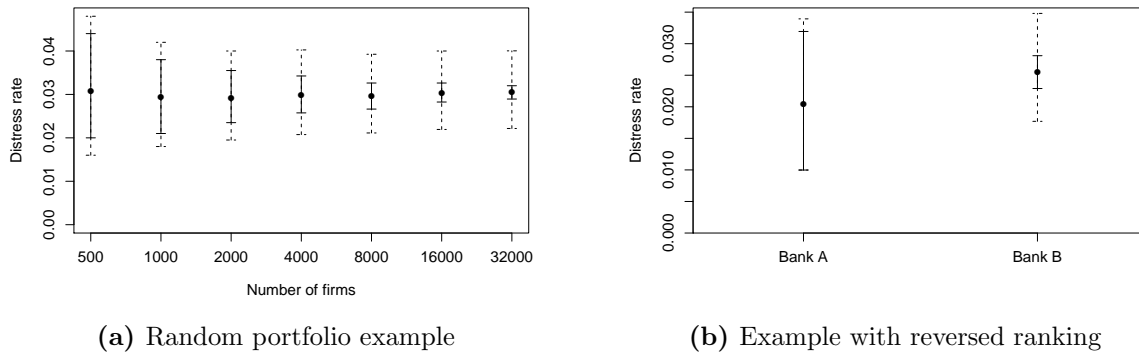 0.04
0.03
0.02
0.01
0.00
Distress rate
500 1000 2000 4000 8000 16000 32000
Number of firms
(a) Random portfolio example
0.030
0.020
0.010
0.000
Distress rate
Bank A Bank B
(b) Example with reversed ranking